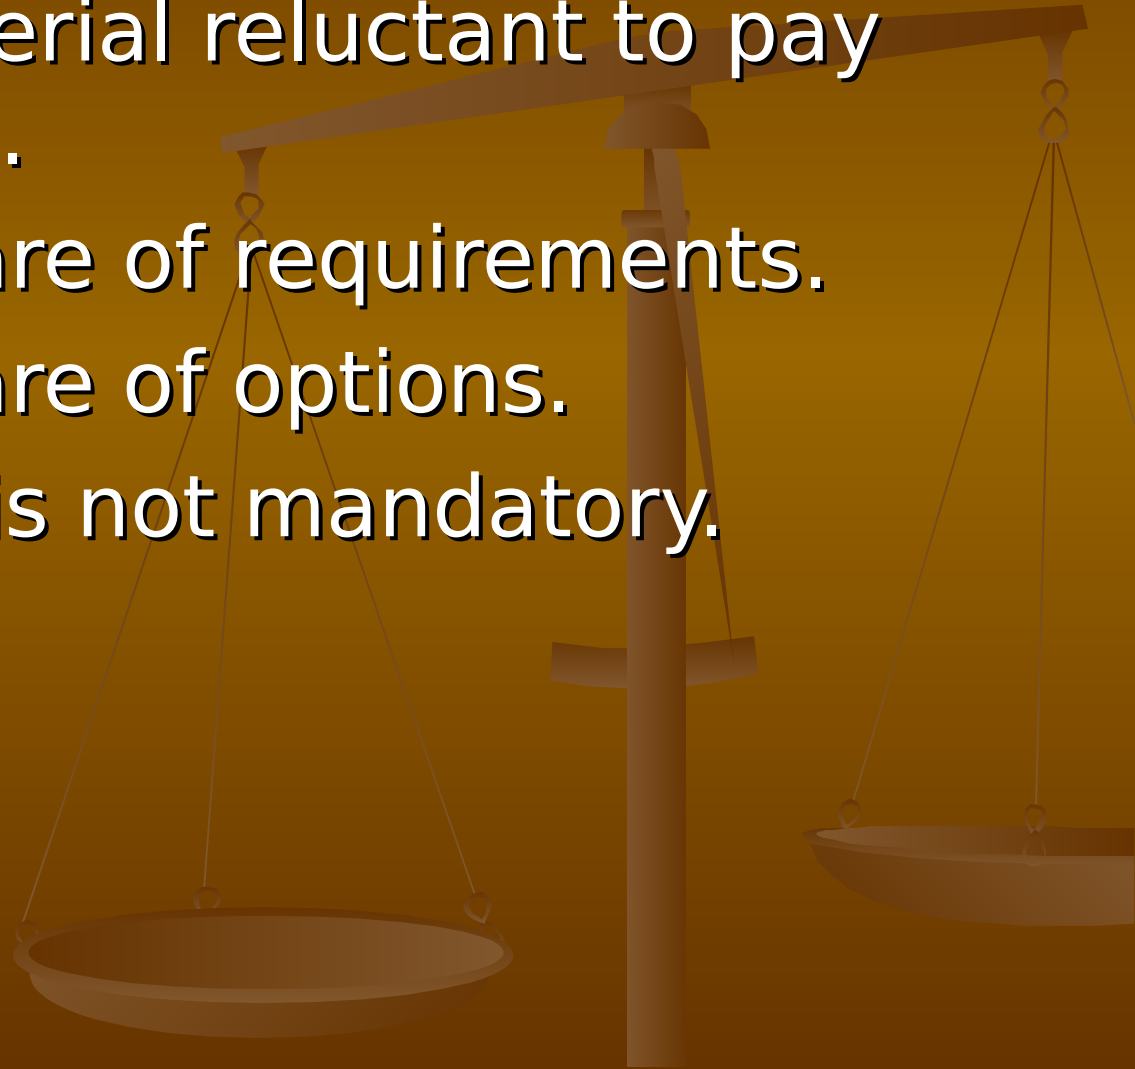 erial reluctant to pay
.
are of requirements.
are of options.
is not mandatory.